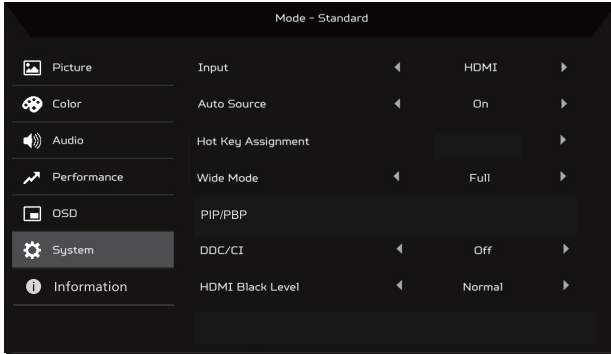 Mode - Standard
Picture
Input HDMI
Color
Auto Source On
Audio
Hot Key Assignment
Performance
Wide Mode Full
OSD
PIP/PBP
System
DDC/CI Off
Information
HDMI Black Level Normal